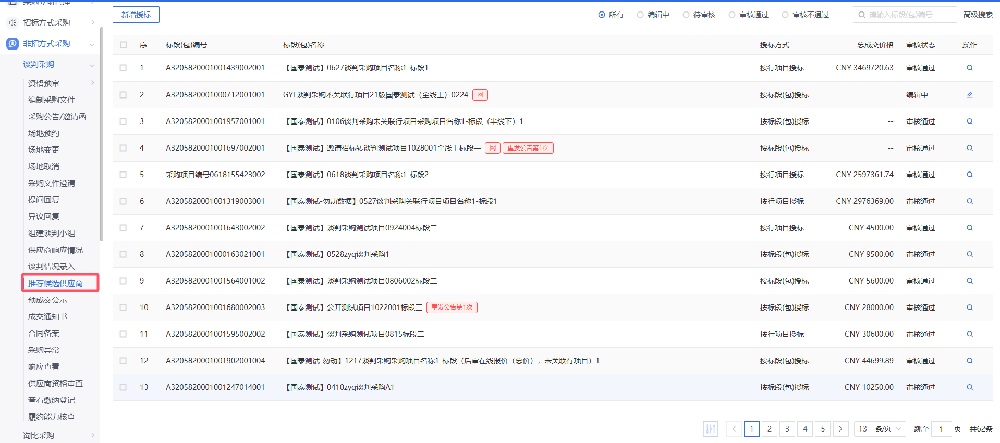 采购立项管理
招标方式采购
非招方式采购
谈判采购
资格预审
编制采购文件
采购公告/邀请函
场地预约
场地变更
场地取消
采购文件澄清
提问回复
异议回复
组建谈判小组
供应商响应情况
谈判情况录入
推荐候选供应商
预成交公示
成交通知书
合同备案
采购异常
响应查看
供应商资格审查
查看缴纳登记
履约能力核查
询比采购
新增授标 所有 编辑中 待审核 审核通过 审核不通过 请输入标段(包)编号 高级搜索
序 标段(包)编号 标段(包)名称 授标方式 总成交价格 审核状态 操作
1 A3205820001001439002001 【国泰测试】0627谈判采购项目名称1-标段1 按行项目授标 CNY 3469720.63 审核通过
2 A3205820001000712001001 GYL谈判采购不关联行项目21版国泰测试（全线上）0224 网 按标段(包)授标 -- 编辑中
3 A3205820001001957001001 【国泰测试】0106谈判采购未关联行项目采购项目名称1-标段（半线下）1 按标段(包)授标 -- 审核通过
4 A3205820001001697002001 【国泰测试】邀请招标转谈判测试项目1028001全线上标段一 网 重发公告第1次 按标段(包)授标 -- 审核通过
5 采购项目编号0618155423002 【国泰测试】0618谈判采购项目名称1-标段2 按行项目授标 CNY 2597361.74 审核通过
6 A3205820001001319003001 【国泰测试-勿动数据】0527谈判采购关联行项目项目名称1-标段1 按行项目授标 CNY 2976369.00 审核通过
7 A3205820001001643002002 【国泰测试】谈判采购测试项目0924004标段二 按行项目授标 CNY 4500.00 审核通过
8 A3205820001000163021001 【国泰测试】0528zyq谈判采购1 按标段(包)授标 CNY 9500.00 审核通过
9 A3205820001001564001002 【国泰测试】谈判采购测试项目0806002标段二 按标段(包)授标 CNY 5600.00 审核通过
10 A3205820001001680002003 【国泰测试】公开测试项目1022001标段三 重发公告第1次 按标段(包)授标 CNY 28000.00 审核通过
11 A3205820001001595002002 【国泰测试】谈判采购测试项目0815标段二 按行项目授标 CNY 30600.00 审核通过
12 A3205820001001902001004 【国泰测试-勿动】1217谈判采购采购项目名称1-标段（后审在线报价（总价），未关联行项目）1 按标段(包)授标 CNY 44699.89 审核通过
13 A3205820001001247014001 【国泰测试】0410zyq谈判采购A1 按标段(包)授标 CNY 10250.00 审核通过
1 2 3 4 5 13 条/页 跳至 1 页 共62条